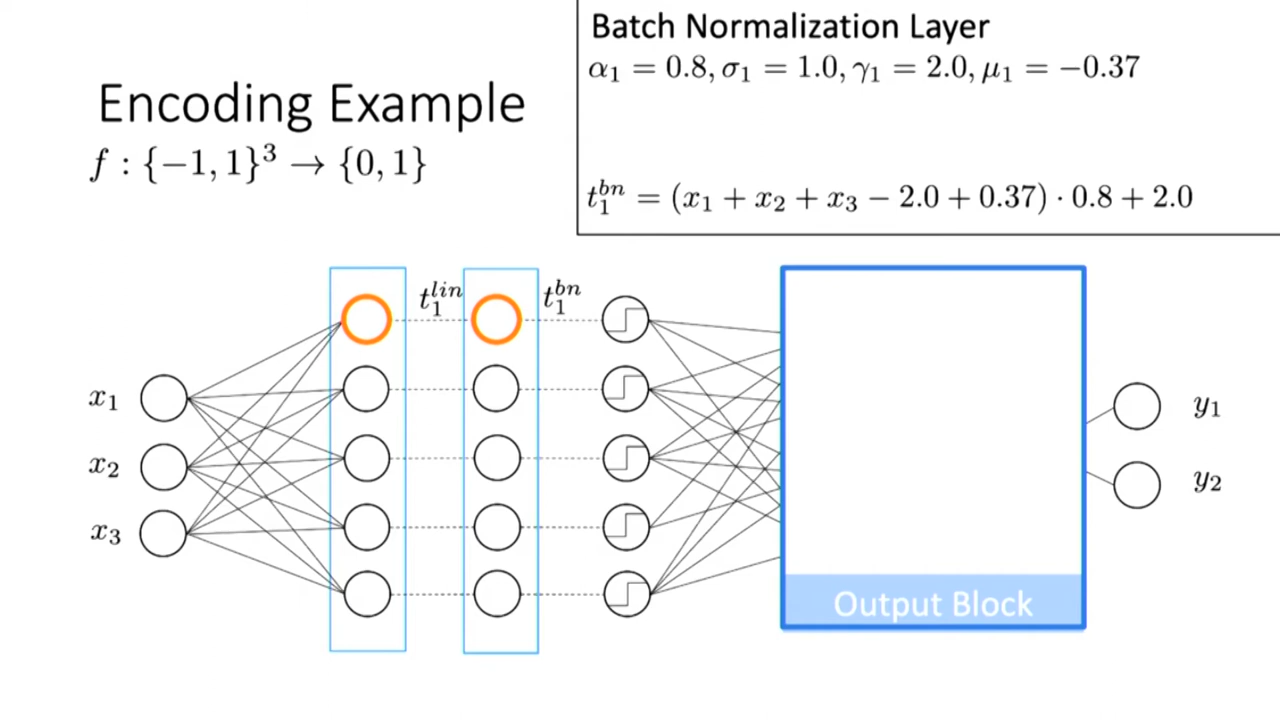 Batch Normalization Layer
α₁ = 0.8, σ₁ = 1.0, γ₁ = 2.0, μ₁ = −0.37
Encoding Example
f : {−1, 1}³ → {0, 1}
t₁ᵇⁿ = (x₁ + x₂ + x₃ − 2.0 + 0.37) · 0.8 + 2.0
t₁ˡⁱⁿ
t₁ᵇⁿ
x₁
x₂
x₃
y₁
y₂
Output Block